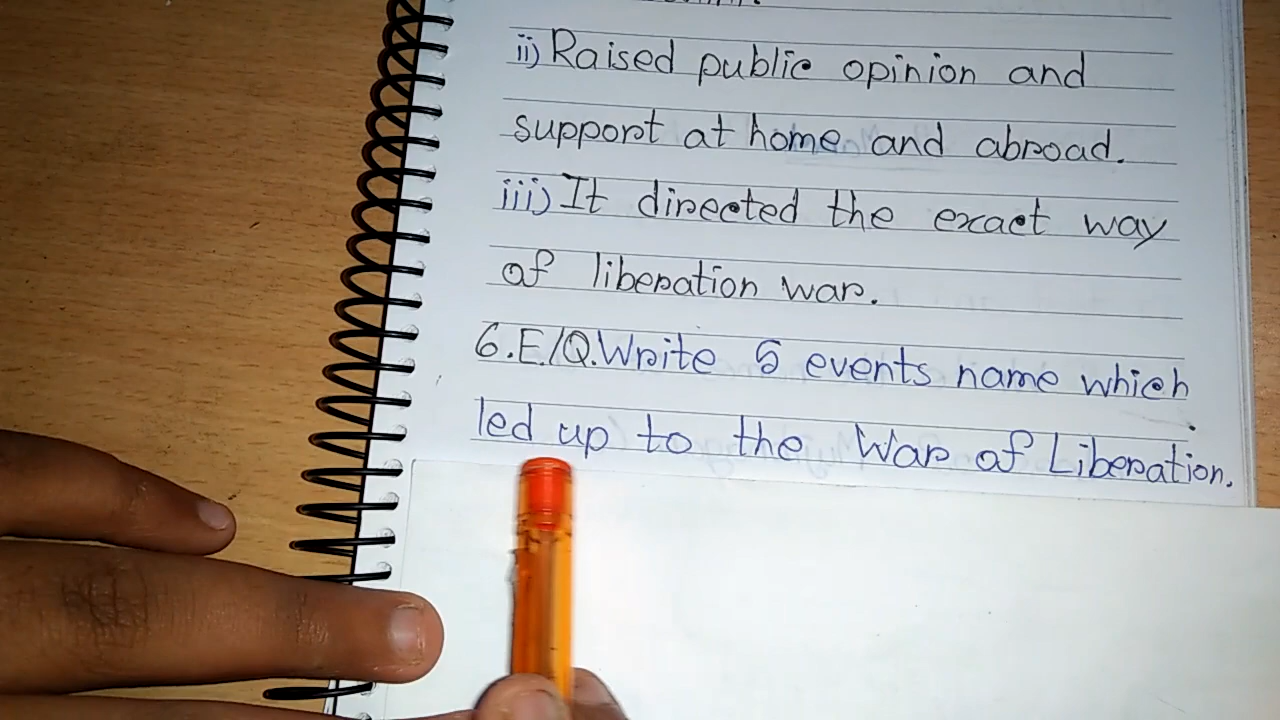 ii) Raised public opinion and
support at home and abroad.
iii) It directed the exact way
of liberation war.
6.E/Q. Write 5 events name which
led up to the War of Liberation.